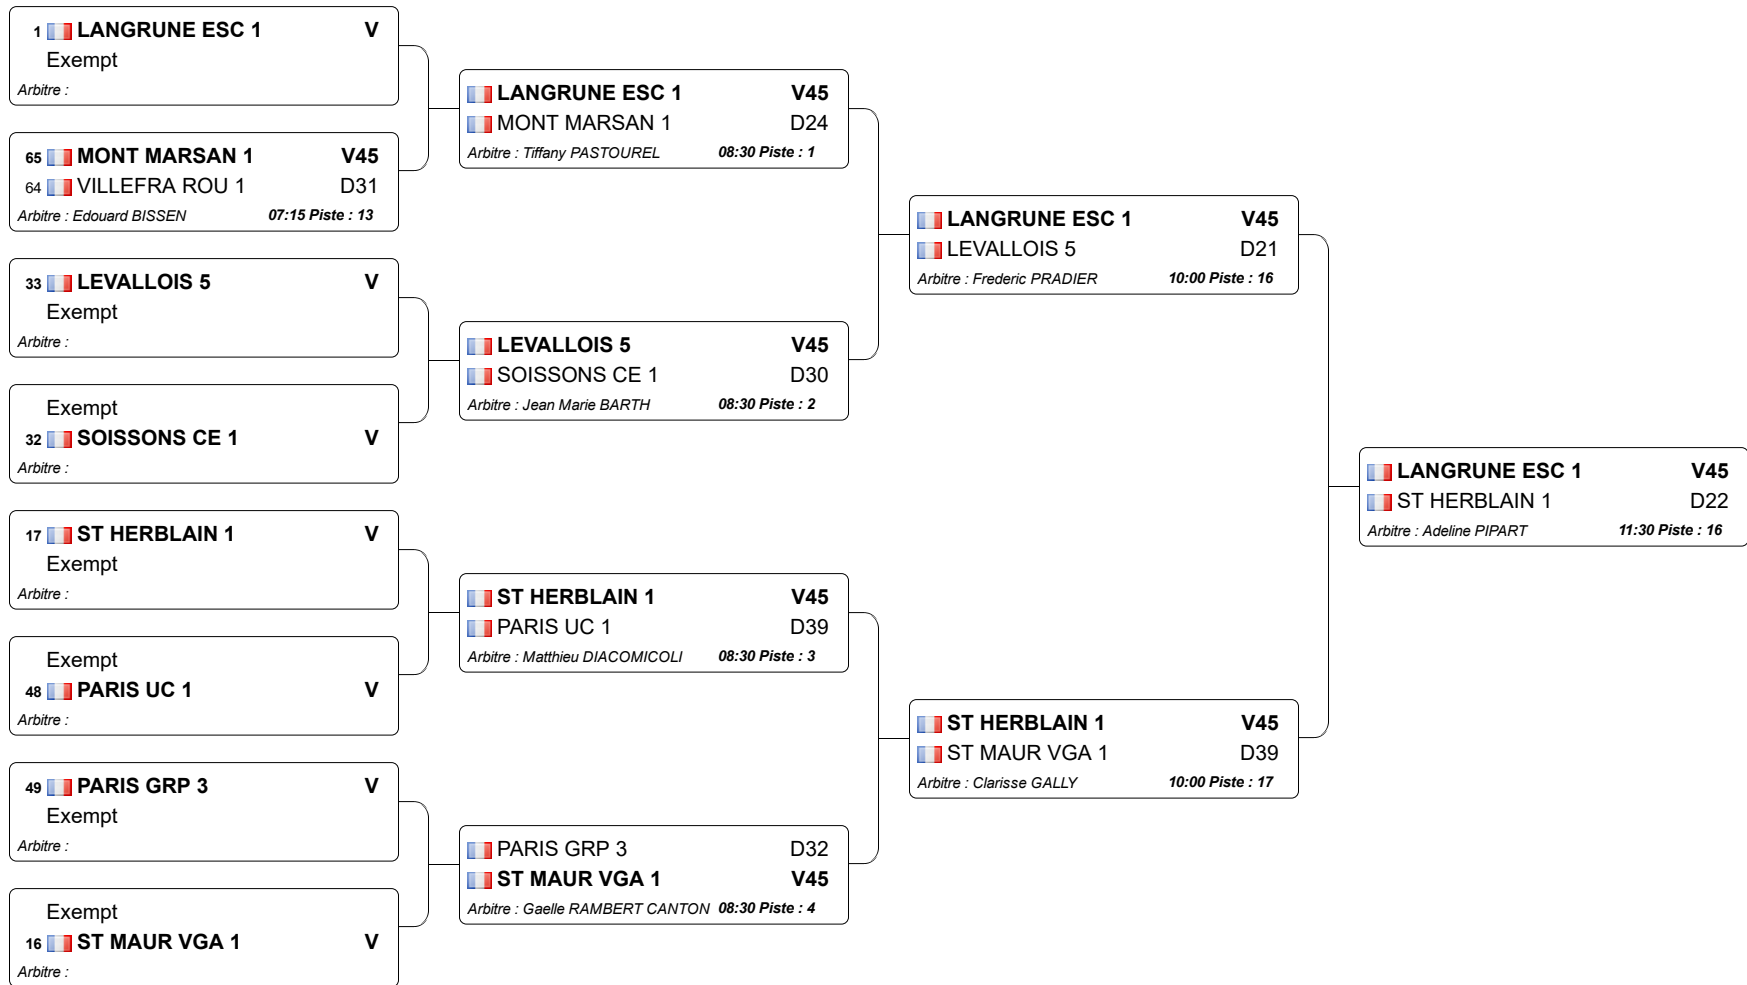 1 LANGRUNE ESC 1 V
Exempt
Arbitre :
65 MONT MARSAN 1 V45
64 VILLEFRA ROU 1 D31
Arbitre : Edouard BISSEN 07:15 Piste : 13
33 LEVALLOIS 5 V
Exempt
Arbitre :
Exempt
32 SOISSONS CE 1 V
Arbitre :
17 ST HERBLAIN 1 V
Exempt
Arbitre :
Exempt
48 PARIS UC 1 V
Arbitre :
49 PARIS GRP 3 V
Exempt
Arbitre :
Exempt
16 ST MAUR VGA 1 V
Arbitre :
LANGRUNE ESC 1 V45
MONT MARSAN 1 D24
Arbitre : Tiffany PASTOUREL 08:30 Piste : 1
LEVALLOIS 5 V45
SOISSONS CE 1 D30
Arbitre : Jean Marie BARTH 08:30 Piste : 2
ST HERBLAIN 1 V45
PARIS UC 1 D39
Arbitre : Matthieu DIACOMICOLI 08:30 Piste : 3
PARIS GRP 3 D32
ST MAUR VGA 1 V45
Arbitre : Gaelle RAMBERT CANTON 08:30 Piste : 4
LANGRUNE ESC 1 V45
LEVALLOIS 5 D21
Arbitre : Frederic PRADIER 10:00 Piste : 16
ST HERBLAIN 1 V45
ST MAUR VGA 1 D39
Arbitre : Clarisse GALLY 10:00 Piste : 17
LANGRUNE ESC 1 V45
ST HERBLAIN 1 D22
Arbitre : Adeline PIPART 11:30 Piste : 16